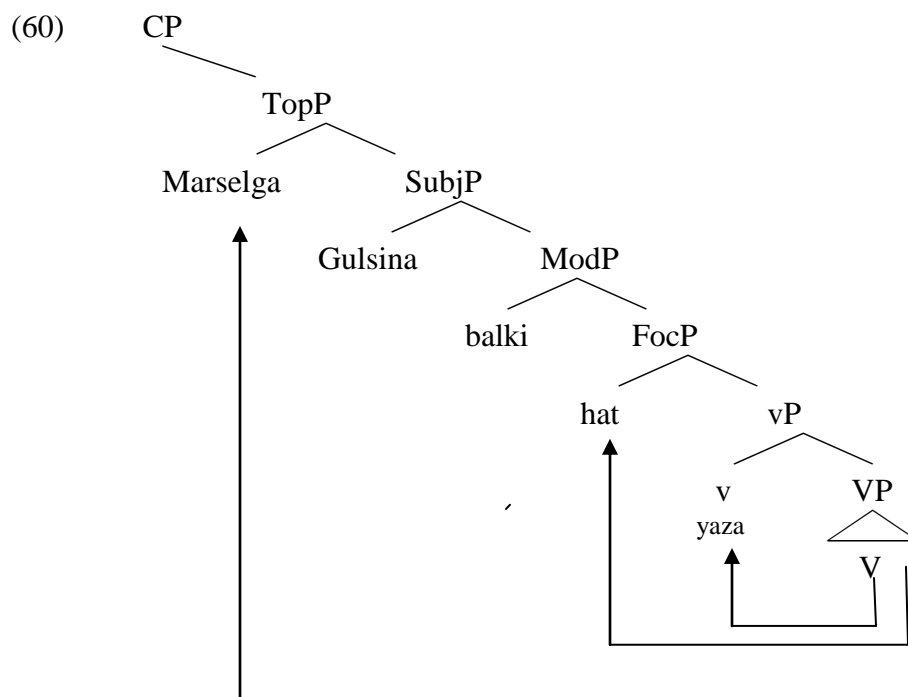 (60) CP
TopP
Marselga SubjP
Gulsina ModP
balki FocP
hat vP
v VP
yaza
V